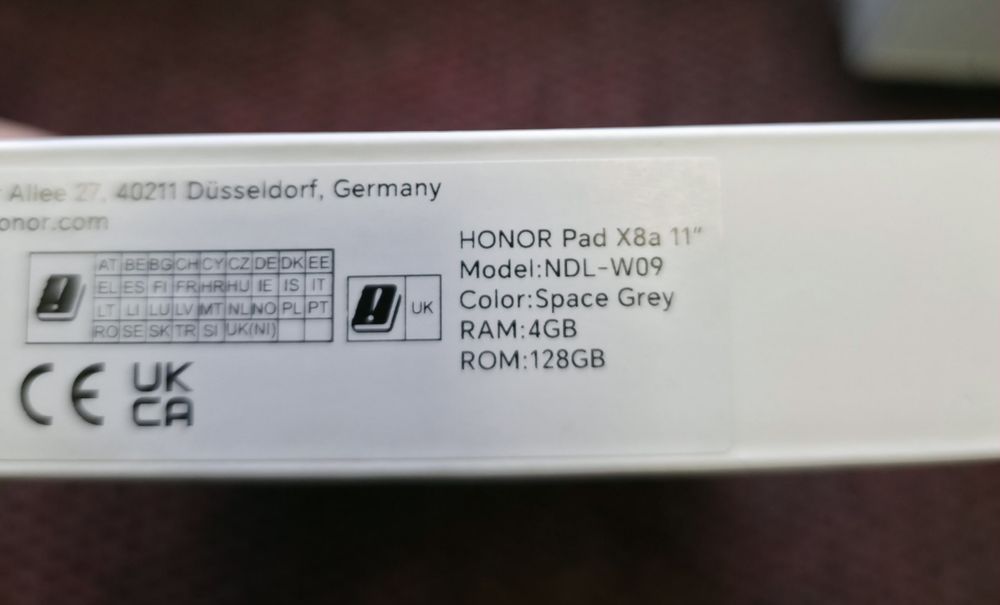 Allee 27, 40211 Düsseldorf, Germany
onor.com
AT BE BG CH CY CZ DE DK EE
EL ES FI FR HR HU IE IS IT
LT LI LU LV MT NL NO PL PT
RO SE SK TR SI UK(NI)
UK
CE
UK
CA
HONOR Pad X8a 11"
Model:NDL-W09
Color:Space Grey
RAM:4GB
ROM:128GB